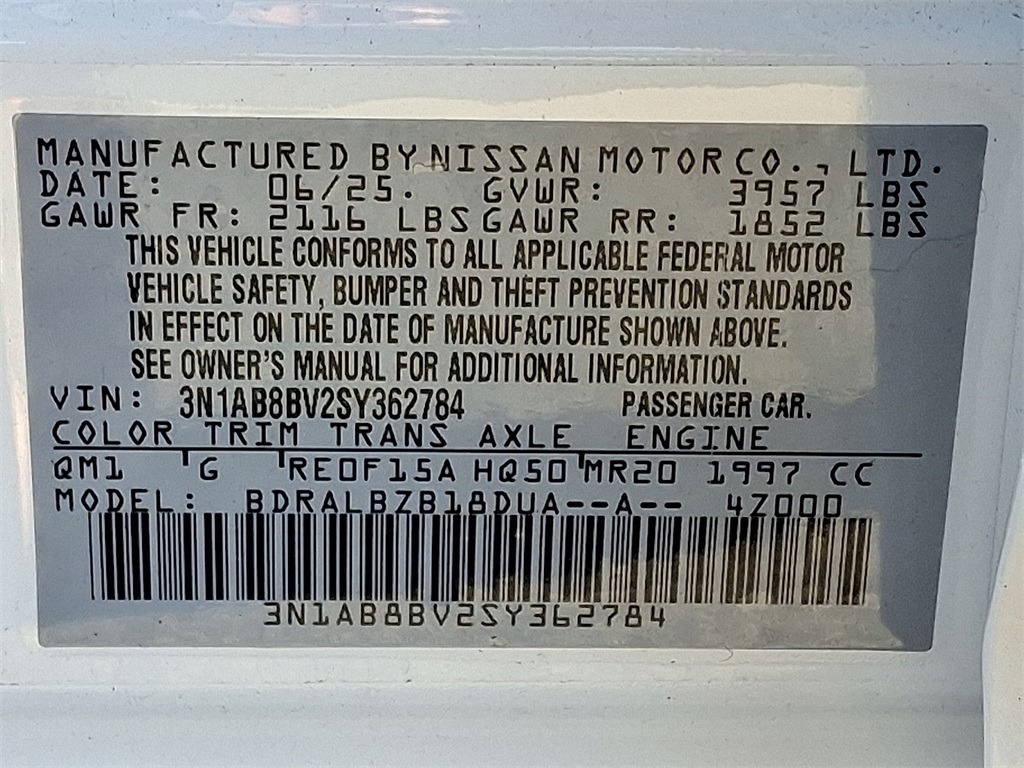 MANUFACTURED BY NISSAN MOTOR CO., LTD.
DATE: 06/25. GVWR: 3957 LBS
GAWR FR: 2116 LBS GAWR RR: 1852 LBS
THIS VEHICLE CONFORMS TO ALL APPLICABLE FEDERAL MOTOR
VEHICLE SAFETY, BUMPER AND THEFT PREVENTION STANDARDS
IN EFFECT ON THE DATE OF MANUFACTURE SHOWN ABOVE.
SEE OWNER'S MANUAL FOR ADDITIONAL INFORMATION.
VIN: 3N1AB8BV2SY362784 PASSENGER CAR.
COLOR TRIM TRANS AXLE ENGINE
QM1 G RE0F15A HQ50 MR20 1997 CC
MODEL: BDRALBZB18DUA--A-- 4Z000
3N1AB8BV2SY362784